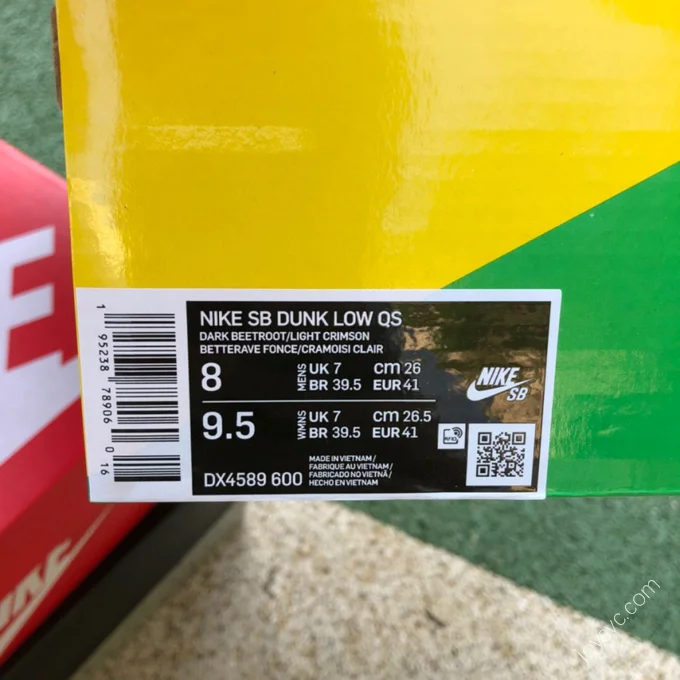 NIKE SB DUNK LOW QS
DARK BEETROOT/LIGHT CRIMSON
BETTERAVE FONCE/CRAMOISI CLAIR
8 MENS UK 7 cm 26
BR 39.5 EUR 41
9.5 WMNS UK 7 cm 26.5
BR 39.5 EUR 41
NIKE
SB
RFID
DX4589 600
MADE IN VIETNAM/
FABRIQUE AU VIETNAM/
FABRICADO NO VIETNÃ/
HECHO EN VIETNAM
1 95238 78906 0 16